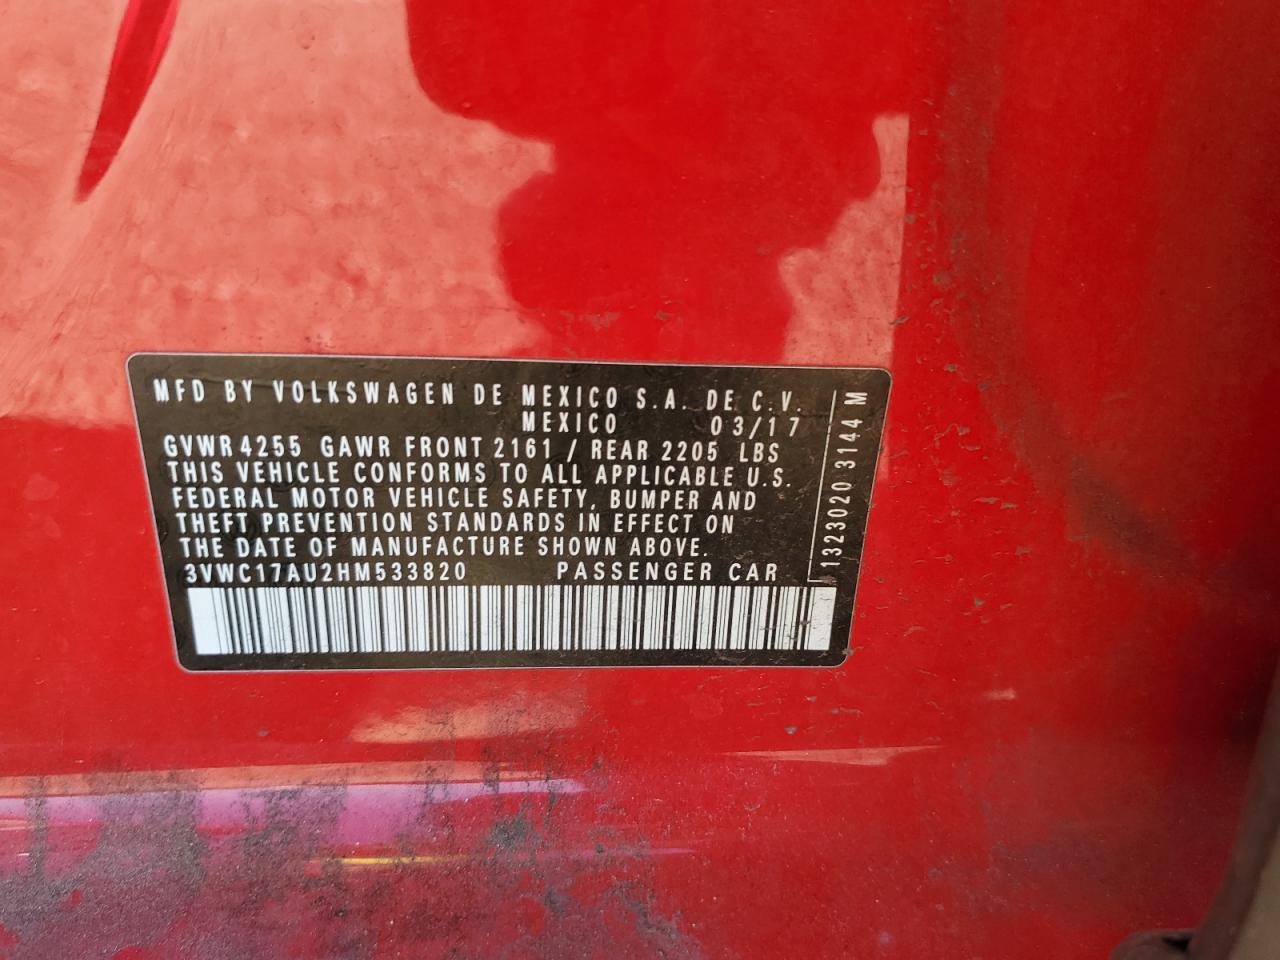 MFD BY VOLKSWAGEN DE MEXICO S.A. DE C.V.
MEXICO 03/17
GVWR 4255 GAWR FRONT 2161 / REAR 2205 LBS
THIS VEHICLE CONFORMS TO ALL APPLICABLE U.S.
FEDERAL MOTOR VEHICLE SAFETY, BUMPER AND
THEFT PREVENTION STANDARDS IN EFFECT ON
THE DATE OF MANUFACTURE SHOWN ABOVE.
3VWC17AU2HM533820 PASSENGER CAR
1323020 3144 M